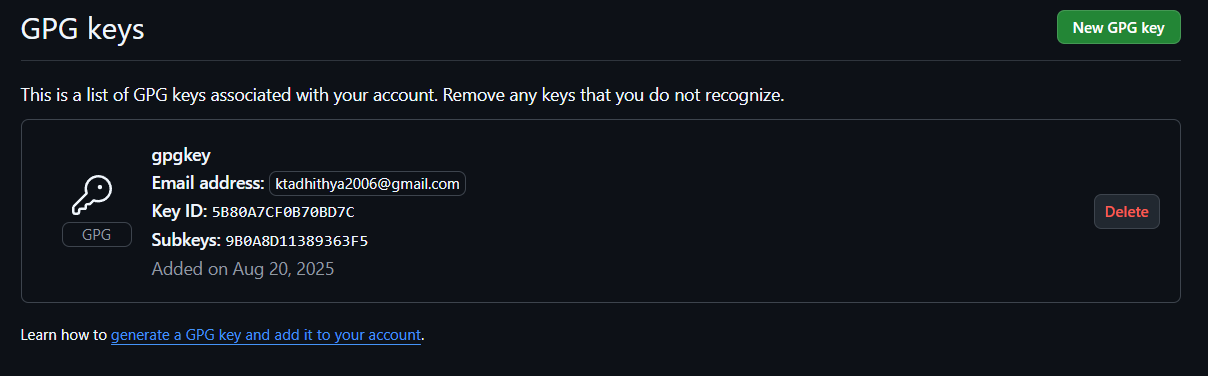 GPG keys
New GPG key
This is a list of GPG keys associated with your account. Remove any keys that you do not recognize.
gpgkey
Email address: ktadhithya2006@gmail.com
Key ID: 5B80A7CF0B70BD7C
GPG
Subkeys: 9B0A8D11389363F5
Added on Aug 20, 2025
Delete
Learn how to generate a GPG key and add it to your account.